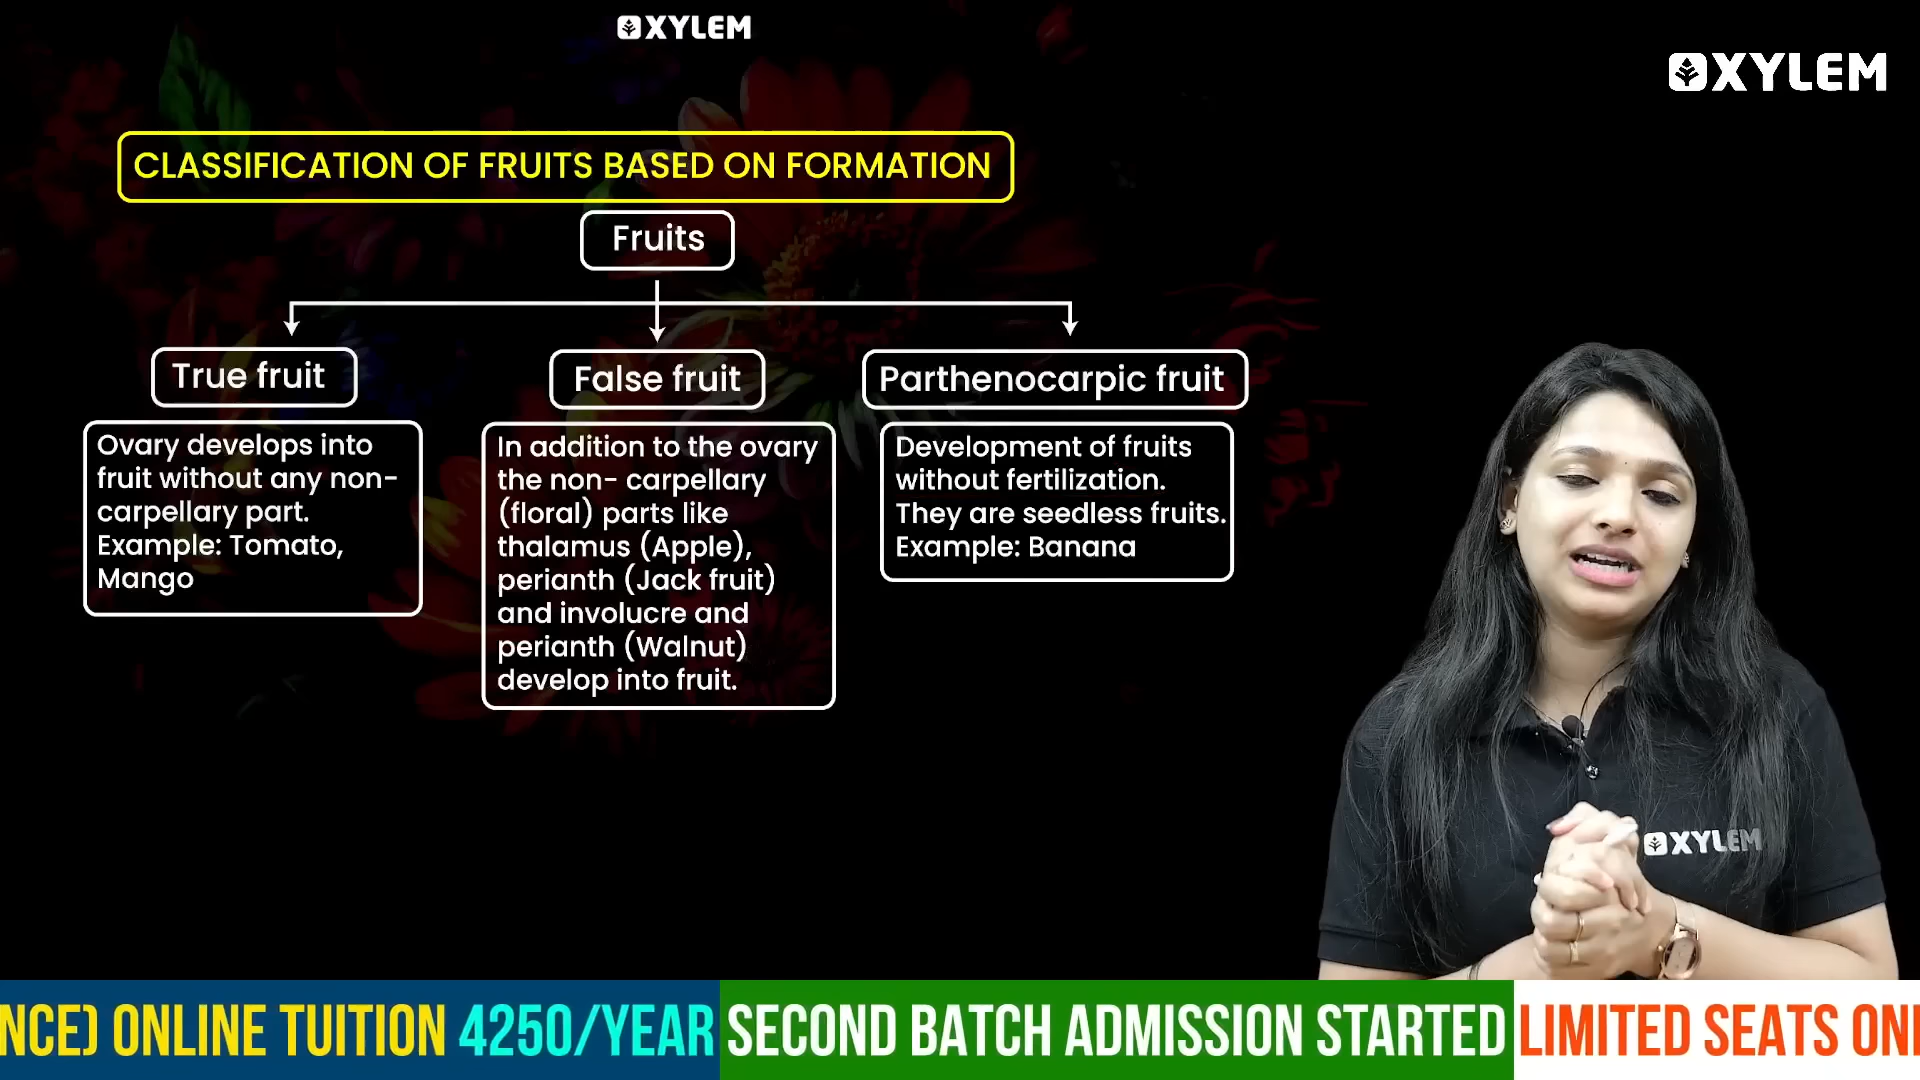 XYLEM
XYLEM
CLASSIFICATION OF FRUITS BASED ON FORMATION
Fruits
True fruit
False fruit
Parthenocarpic fruit
Ovary develops into
fruit without any non-
carpellary part.
Example: Tomato,
Mango
In addition to the ovary
the non- carpellary
(floral) parts like
thalamus (Apple),
perianth (Jack fruit)
and involucre and
perianth (Walnut)
develop into fruit.
Development of fruits
without fertilization.
They are seedless fruits.
Example: Banana
XYLEM
NCE) ONLINE TUITION 4250/YEAR SECOND BATCH ADMISSION STARTED LIMITED SEATS ON